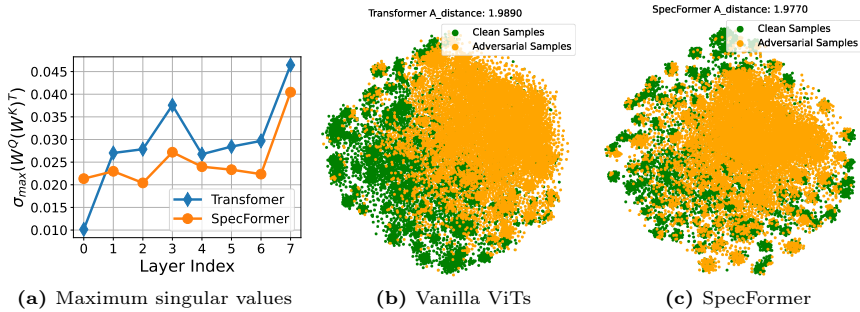 Transformer A_distance: 1.9890
Clean Samples
Adversarial Samples
SpecFormer A_distance: 1.9770
Clean Samples
Adversarial Samples
σmax(W^Q(W^K)^T)
0.045
0.040
0.035
0.030
0.025
0.020
0.015
0.010
Transfomer
SpecFormer
0 1 2 3 4 5 6 7
Layer Index
(a) Maximum singular values
(b) Vanilla ViTs
(c) SpecFormer